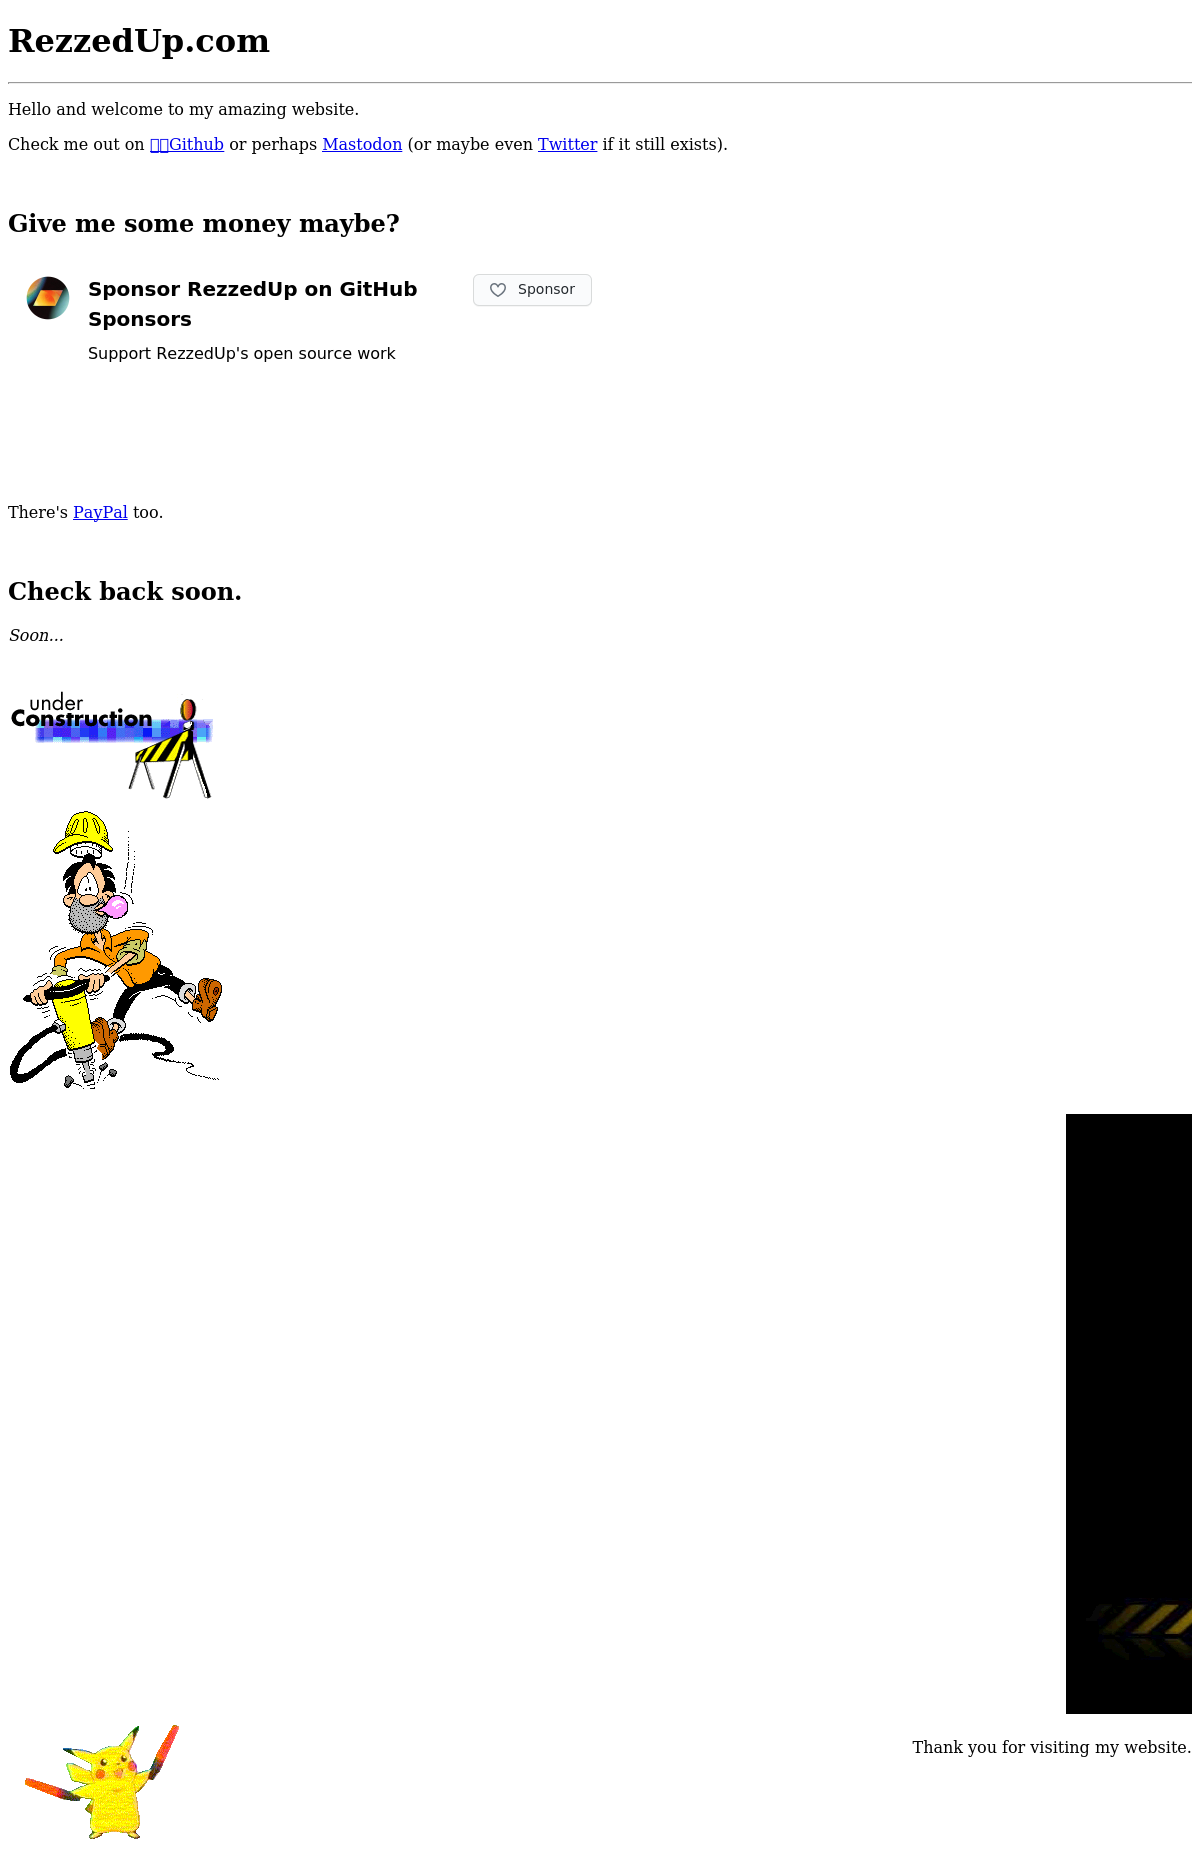 RezzedUp.com
Hello and welcome to my amazing website.
Check me out on Github or perhaps Mastodon (or maybe even Twitter if it still exists).
Give me some money maybe?
Sponsor RezzedUp on GitHub
Sponsors
Sponsor
Support RezzedUp's open source work
There's PayPal too.
Check back soon.
Soon...
under
Construction
Thank you for visiting my website.